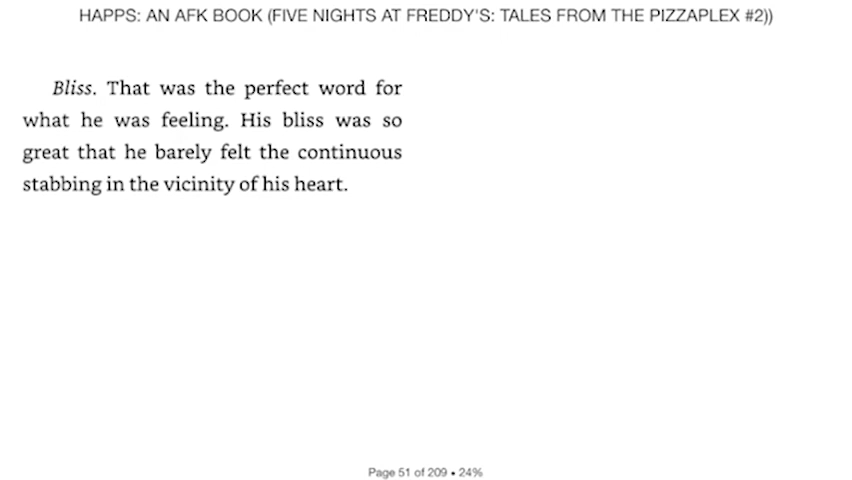 HAPPS: AN AFK BOOK (FIVE NIGHTS AT FREDDY'S: TALES FROM THE PIZZAPLEX #2))
Bliss. That was the perfect word for
what he was feeling. His bliss was so
great that he barely felt the continuous
stabbing in the vicinity of his heart.
Page 51 of 209 • 24%